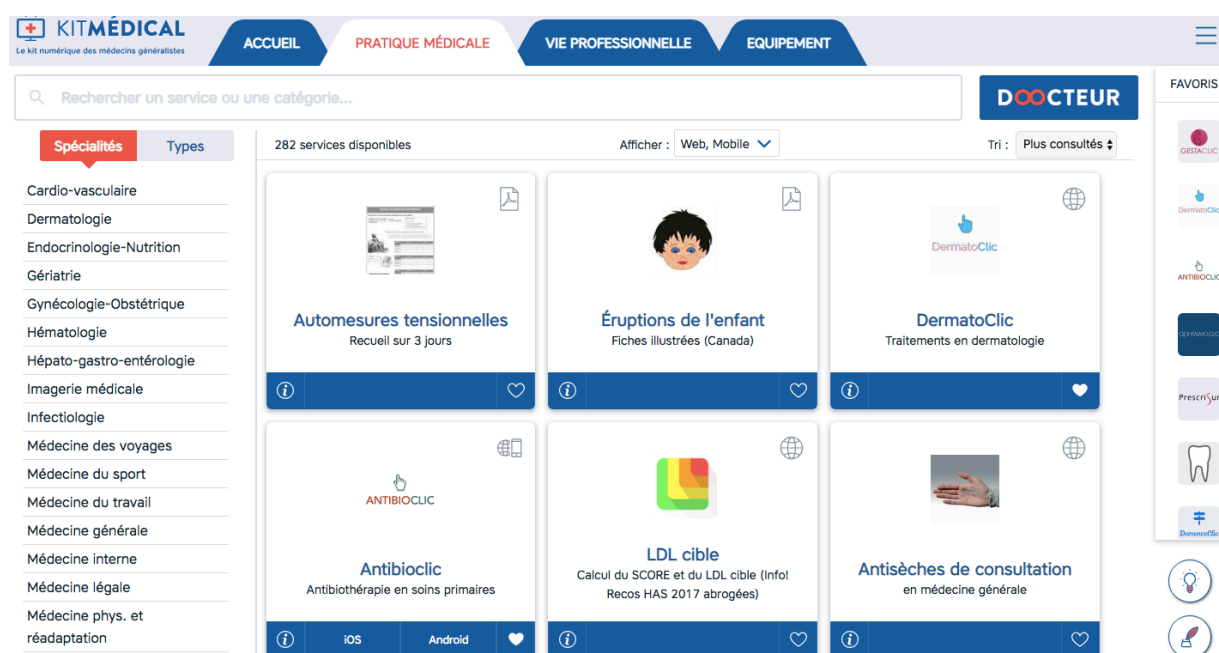 KITMÉDICAL
Le kit numérique des médecins généralistes
ACCUEIL
PRATIQUE MÉDICALE
VIE PROFESSIONNELLE
EQUIPEMENT
Rechercher un service ou une catégorie...
DOOCTEUR
FAVORIS
Spécialités
Types
282 services disponibles
Afficher :
Web, Mobile
Tri :
Plus consultés
Cardio-vasculaire
Dermatologie
Endocrinologie-Nutrition
Gériatrie
Gynécologie-Obstétrique
Hématologie
Hépato-gastro-entérologie
Imagerie médicale
Infectiologie
Médecine des voyages
Médecine du sport
Médecine du travail
Médecine générale
Médecine interne
Médecine légale
Médecine phys. et
réadaptation
Automesures tensionnelles
Recueil sur 3 jours
Éruptions de l'enfant
Fiches illustrées (Canada)
DermatoClic
DermatoClic
Traitements en dermatologie
ANTIBIOCLIC
Antibioclic
Antibiothérapie en soins primaires
iOS
Android
LDL cible
Calcul du SCORE et du LDL cible (Info!
Recos HAS 2017 abrogées)
Antisèches de consultation
en médecine générale
GESTACLIC
DermatoClic
ANTIBIOCLIC
OPHTAMOCLIC
PrescriSur
DemenceClic